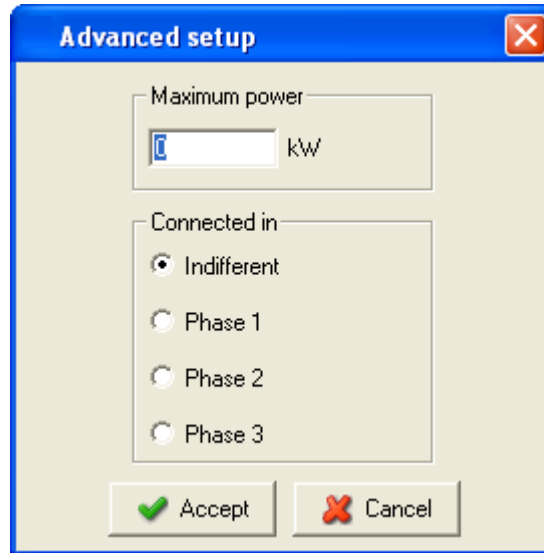 Advanced setup
Maximum power
0 kW
Connected in
Indifferent
Phase 1
Phase 2
Phase 3
Accept Cancel